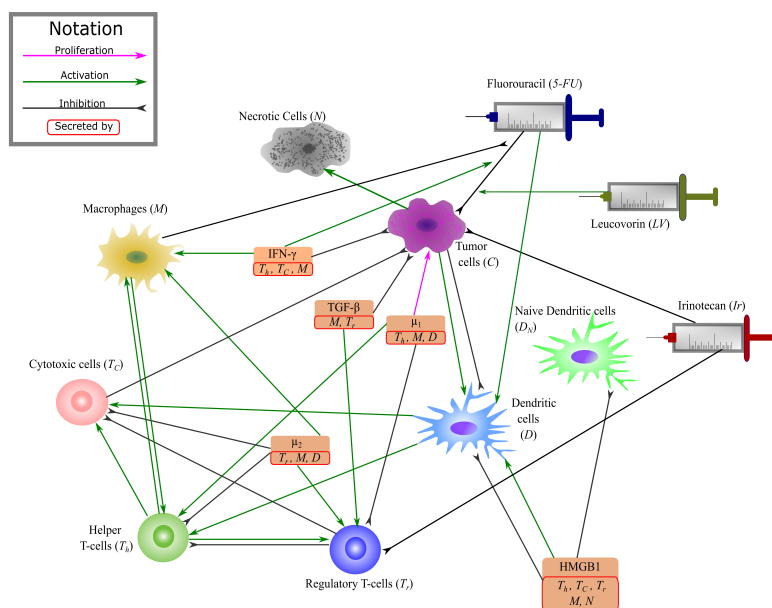 Notation
Proliferation
Activation
Inhibition
Secreted by
Fluorouracil (5-FU)
Necrotic Cells (N)
Macrophages (M)
Leucovorin (LV)
IFN-γ
Th, TC, M
Tumor
cells (C)
TGF-β
M, Tr
μ1
Th, M, D
Naive Dendritic cells
(DN)
Irinotecan (Ir)
Cytotoxic cells (TC)
Dendritic
cells
(D)
μ2
Tr, M, D
Helper
T-cells (Th)
Regulatory T-cells (Tr)
HMGB1
Th, TC, Tr
M, N